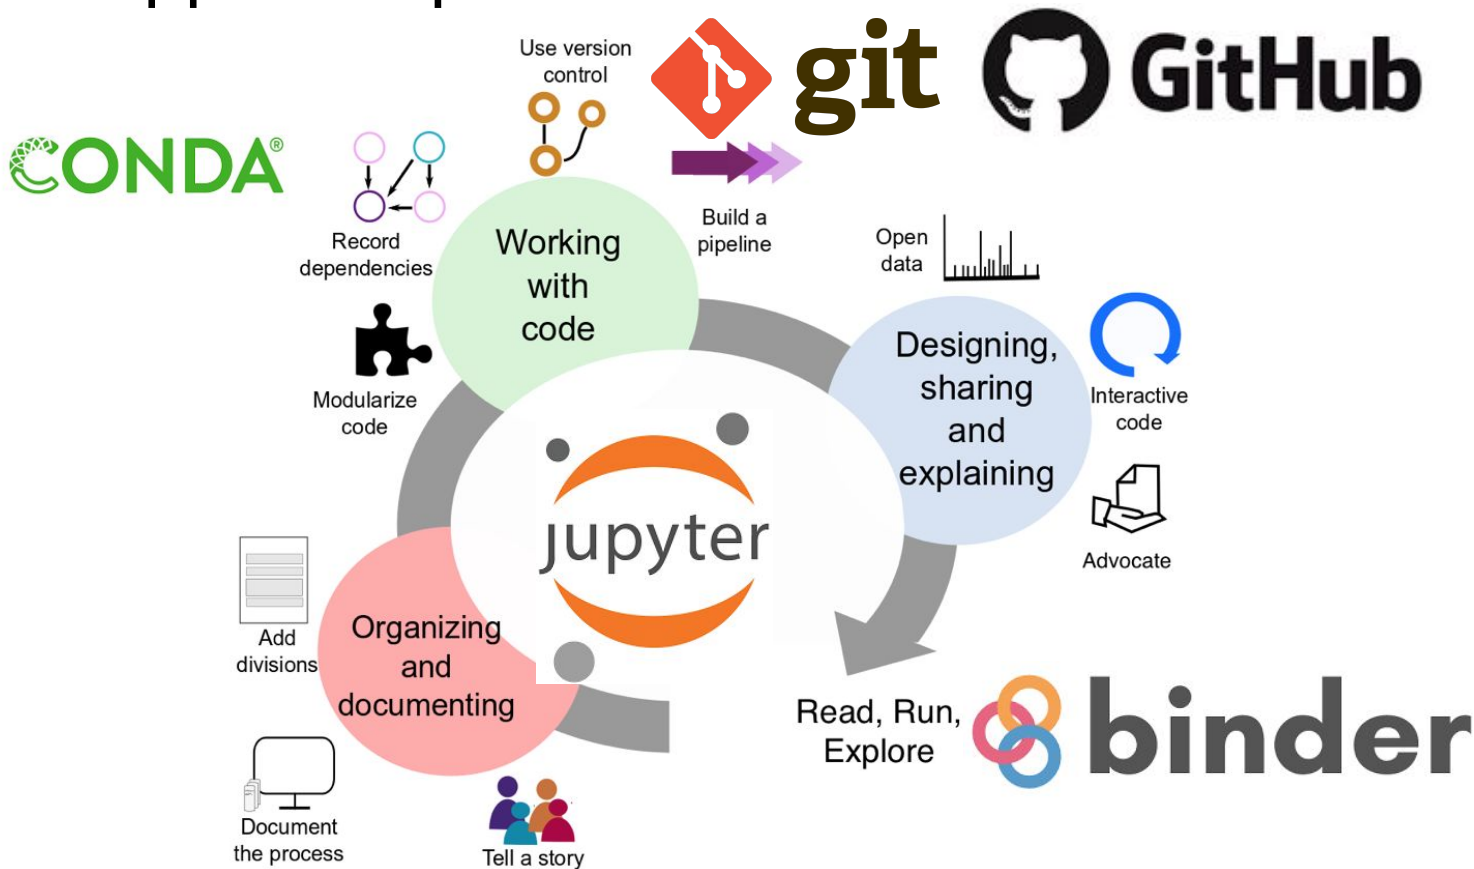 Use version
control
git
GitHub
CONDA®
Record
dependencies
Build a
pipeline
Working
with
code
Open
data
Modularize
code
Designing,
sharing
and
explaining
Interactive
code
jupyter
Advocate
Add
divisions
Organizing
and
documenting
Read, Run,
Explore
binder
Document
the process
Tell a story